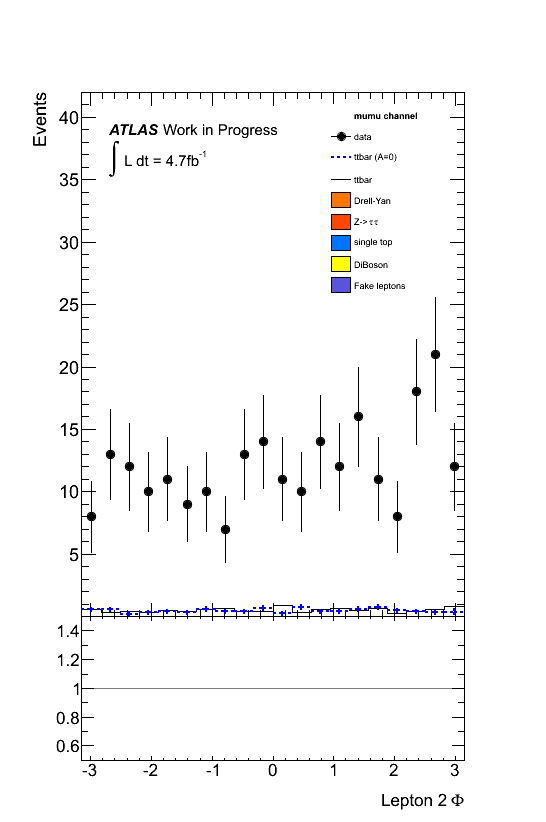 Events
40
35
30
25
20
15
10
5
ATLAS Work in Progress
∫ L dt = 4.7fb⁻¹
mumu channel
data
ttbar (A=0)
ttbar
Drell-Yan
Z->ττ
single top
DiBoson
Fake leptons
1.4
1.2
1
0.8
0.6
-3 -2 -1 0 1 2 3
Lepton 2 Φ